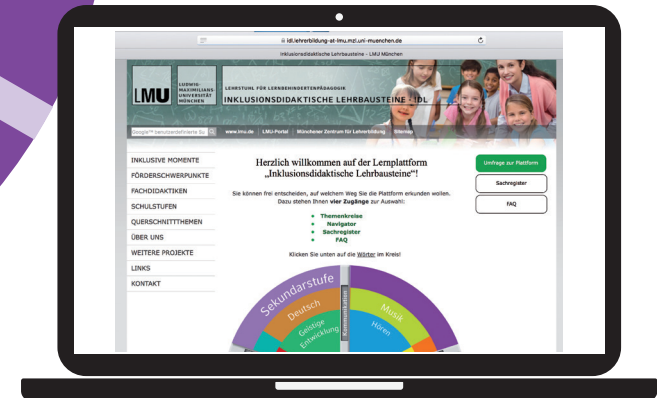 idl.lehrbildung-at-lmu.mzl.uni-muenchen.de
Inklusionsdidaktische Lehrbausteine – LMU München
LMU
LUDWIG-
MAXIMILIANS
UNIVERSITÄT
MÜNCHEN
LEHRSTUHL FÜR LERNBEHINDERTENPÄDAGOGIK
INKLUSIONSDIDAKTISCHE LEHRBAUSTEINE - !DL
Google™ Benutzerdefinierte Su
www.lmu.de
LMU-Portal
Münchener Zentrum für Lehrerbildung
Sitemap
INKLUSIVE MOMENTE
FÖRDERSCHWERPUNKTE
FACHDIDAKTIKEN
SCHULSTUFEN
QUERSCHNITTTHEMEN
ÜBER UNS
WEITERE PROJEKTE
LINKS
KONTAKT
Herzlich willkommen auf der Lernplattform
„Inklusionsdidaktische Lehrbausteine“!
Sie können frei entscheiden, auf welchem Weg Sie die Plattform erkunden wollen.
Dazu stehen Ihnen vier Zugänge zur Auswahl:
• Themenkreise
• Navigator
• Sachregister
• FAQ
Klicken Sie unten auf die Wörter im Kreis!
Umfrage zur Plattform
Sachregister
FAQ
Sekundarstufe
Deutsch
Geistige
Entwicklung
Kommunikation
Musik
Hören